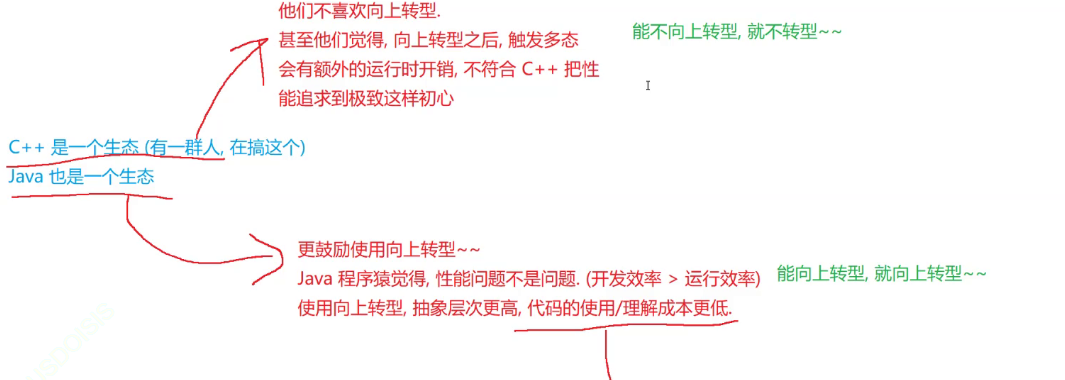 他们不喜欢向上转型.
甚至他们觉得, 向上转型之后, 触发多态
会有额外的运行时开销, 不符合 C++ 把性
能追求到极致这样初心
能不向上转型, 就不转型~~
C++ 是一个生态 (有一群人, 在搞这个)
Java 也是一个生态
更鼓励使用向上转型~~
Java 程序猿觉得, 性能问题不是问题. (开发效率 > 运行效率)
使用向上转型, 抽象层次更高, 代码的使用/理解成本更低.
能向上转型, 就向上转型~~